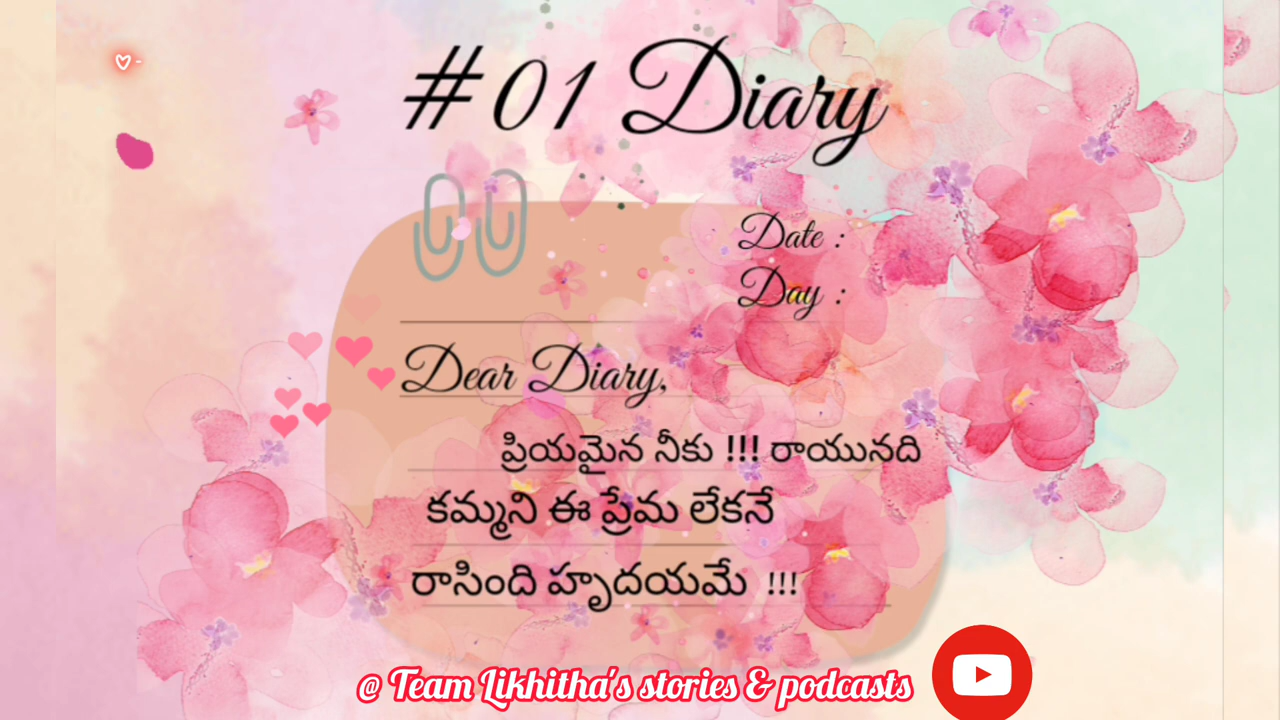 #01 Diary
Date :
Day :
Dear Diary,
ప్రియమైన నీకు !!! రాయునది
కమ్మని ఈ ప్రేమ లేకనే
రాసింది హృదయమే !!!
@ Team Likhitha's stories & podcasts